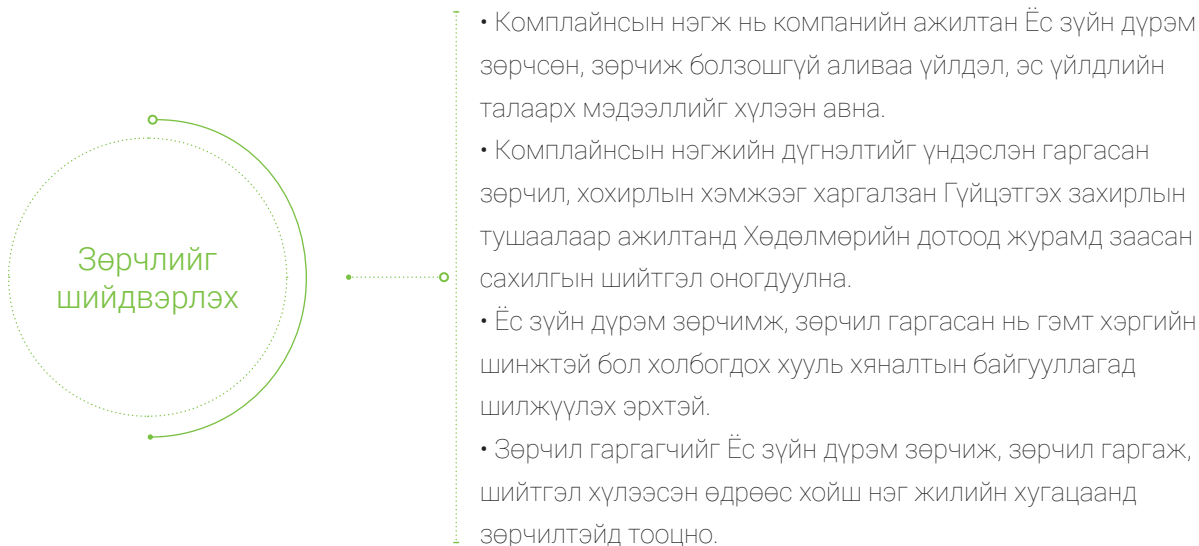 Зөрчлийг
шийдвэрлэх
• Комплайнсын нэгж нь компанийн ажилтан Ёс зүйн дүрэм
зөрчсөн, зөрчиж болзошгүй аливаа үйлдэл, эс үйлдлийн
талаарх мэдээллийг хүлээн авна.
• Комплайнсын нэгжийн дүгнэлтийг үндэслэн гаргасан
зөрчил, хохирлын хэмжээг харгалзан Гүйцэтгэх захирлын
тушаалаар ажилтанд Хөдөлмөрийн дотоод журамд заасан
сахилгын шийтгэл оногдуулна.
• Ёс зүйн дүрэм зөрчимж, зөрчил гаргасан нь гэмт хэргийн
шинжтэй бол холбогдох хууль хяналтын байгууллагад
шилжүүлэх эрхтэй.
• Зөрчил гаргагчийг Ёс зүйн дүрэм зөрчиж, зөрчил гаргаж,
шийтгэл хүлээсэн өдрөөс хойш нэг жилийн хугацаанд
зөрчилтэйд тооцно.